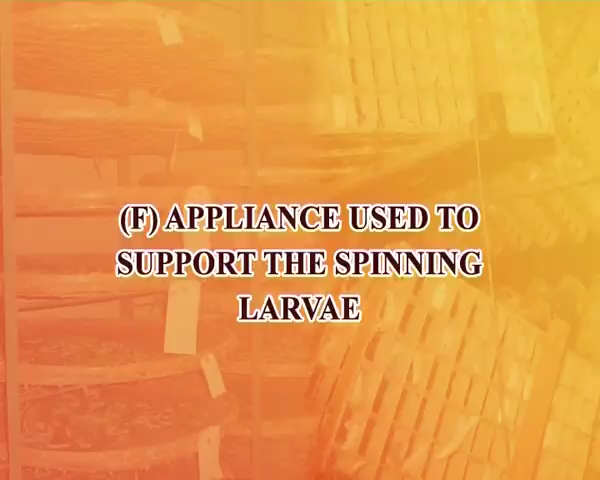 (F) APPLIANCE USED TO
SUPPORT THE SPINNING
LARVAE